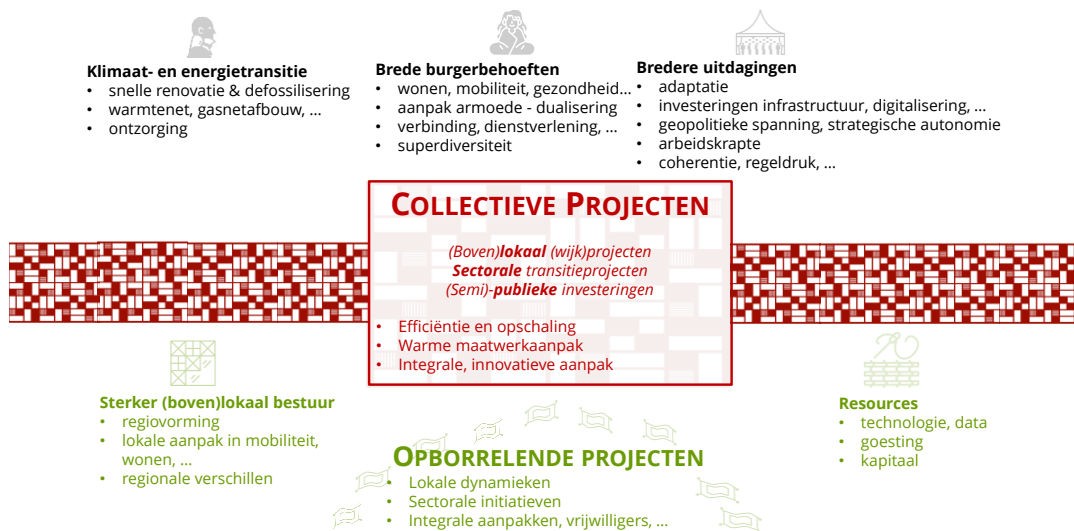 Klimaat- en energietransitie
• snelle renovatie & defossilisering
• warmtenet, gasnetafbouw, ...
• ontzorging
Brede burgerbehoeften
• wonen, mobiliteit, gezondheid...
• aanpak armoede - dualisering
• verbinding, dienstverlening, ...
• superdiversiteit
Bredere uitdagingen
• adaptatie
• investeringen infrastructuur, digitalisering, ...
• geopolitieke spanning, strategische autonomie
• arbeidskrapte
• coherentie, regeldruk, ...
COLLECTIEVE PROJECTEN
(Boven)lokaal (wijk)projecten
Sectorale transitieprojecten
(Semi)-publieke investeringen
• Efficiëntie en opschaling
• Warme maatwerkaanpak
• Integrale, innovatieve aanpak
Sterker (boven)lokaal bestuur
• regiovorming
• lokale aanpak in mobiliteit,
wonen, ...
• regionale verschillen
OPBORRELENDE PROJECTEN
• Lokale dynamieken
• Sectorale initiatieven
• Integrale aanpakken, vrijwilligers, ...
Resources
• technologie, data
• goesting
• kapitaal